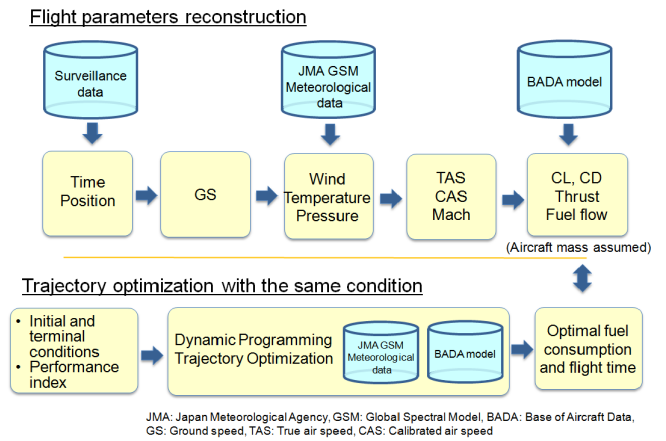 Flight parameters reconstruction
Surveillance
data
JMA GSM
Meteorological
data
BADA model
Time
Position
GS
Wind
Temperature
Pressure
TAS
CAS
Mach
CL, CD
Thrust
Fuel flow
(Aircraft mass assumed)
Trajectory optimization with the same condition
• Initial and
terminal
conditions
• Performance
index
Dynamic Programming
Trajectory Optimization
JMA GSM
Meteorological
data
BADA model
Optimal fuel
consumption
and flight time
JMA: Japan Meteorological Agency, GSM: Global Spectral Model, BADA: Base of Aircraft Data,
GS: Ground speed, TAS: True air speed, CAS: Calibrated air speed